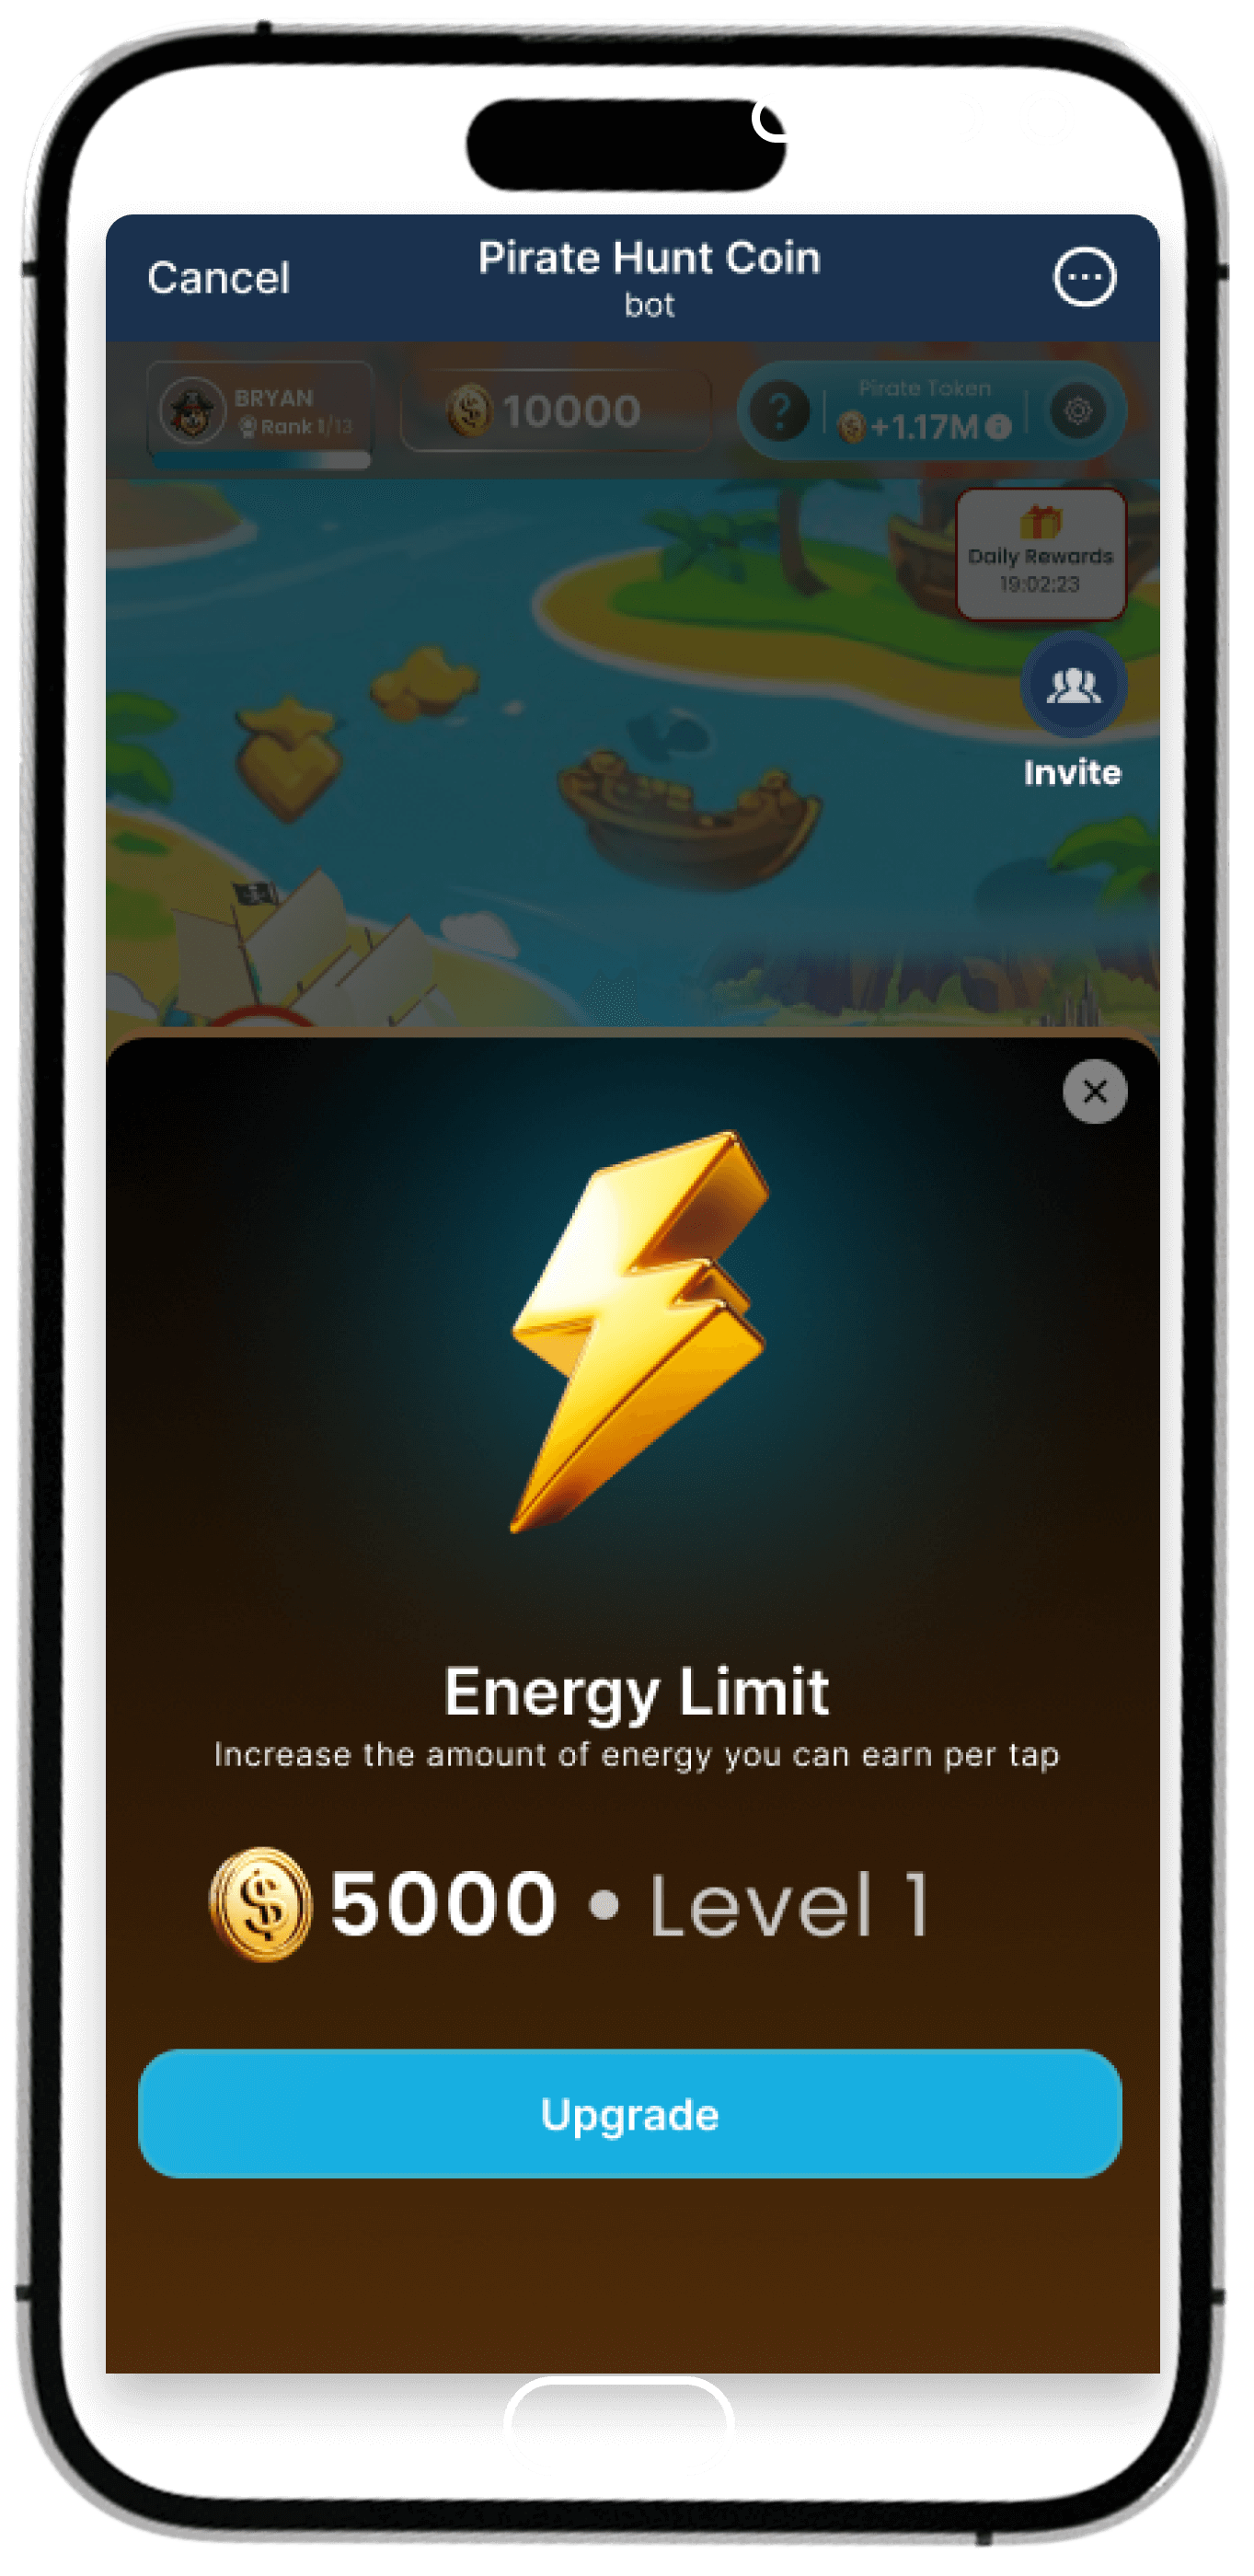 Cancel
Pirate Hunt Coin
bot
BRYAN
Rank 1/13
10000
?
Pirate Token
+1.17M
Daily Rewards
19:02:23
Invite
Energy Limit
Increase the amount of energy you can earn per tap
5000 • Level 1
Upgrade